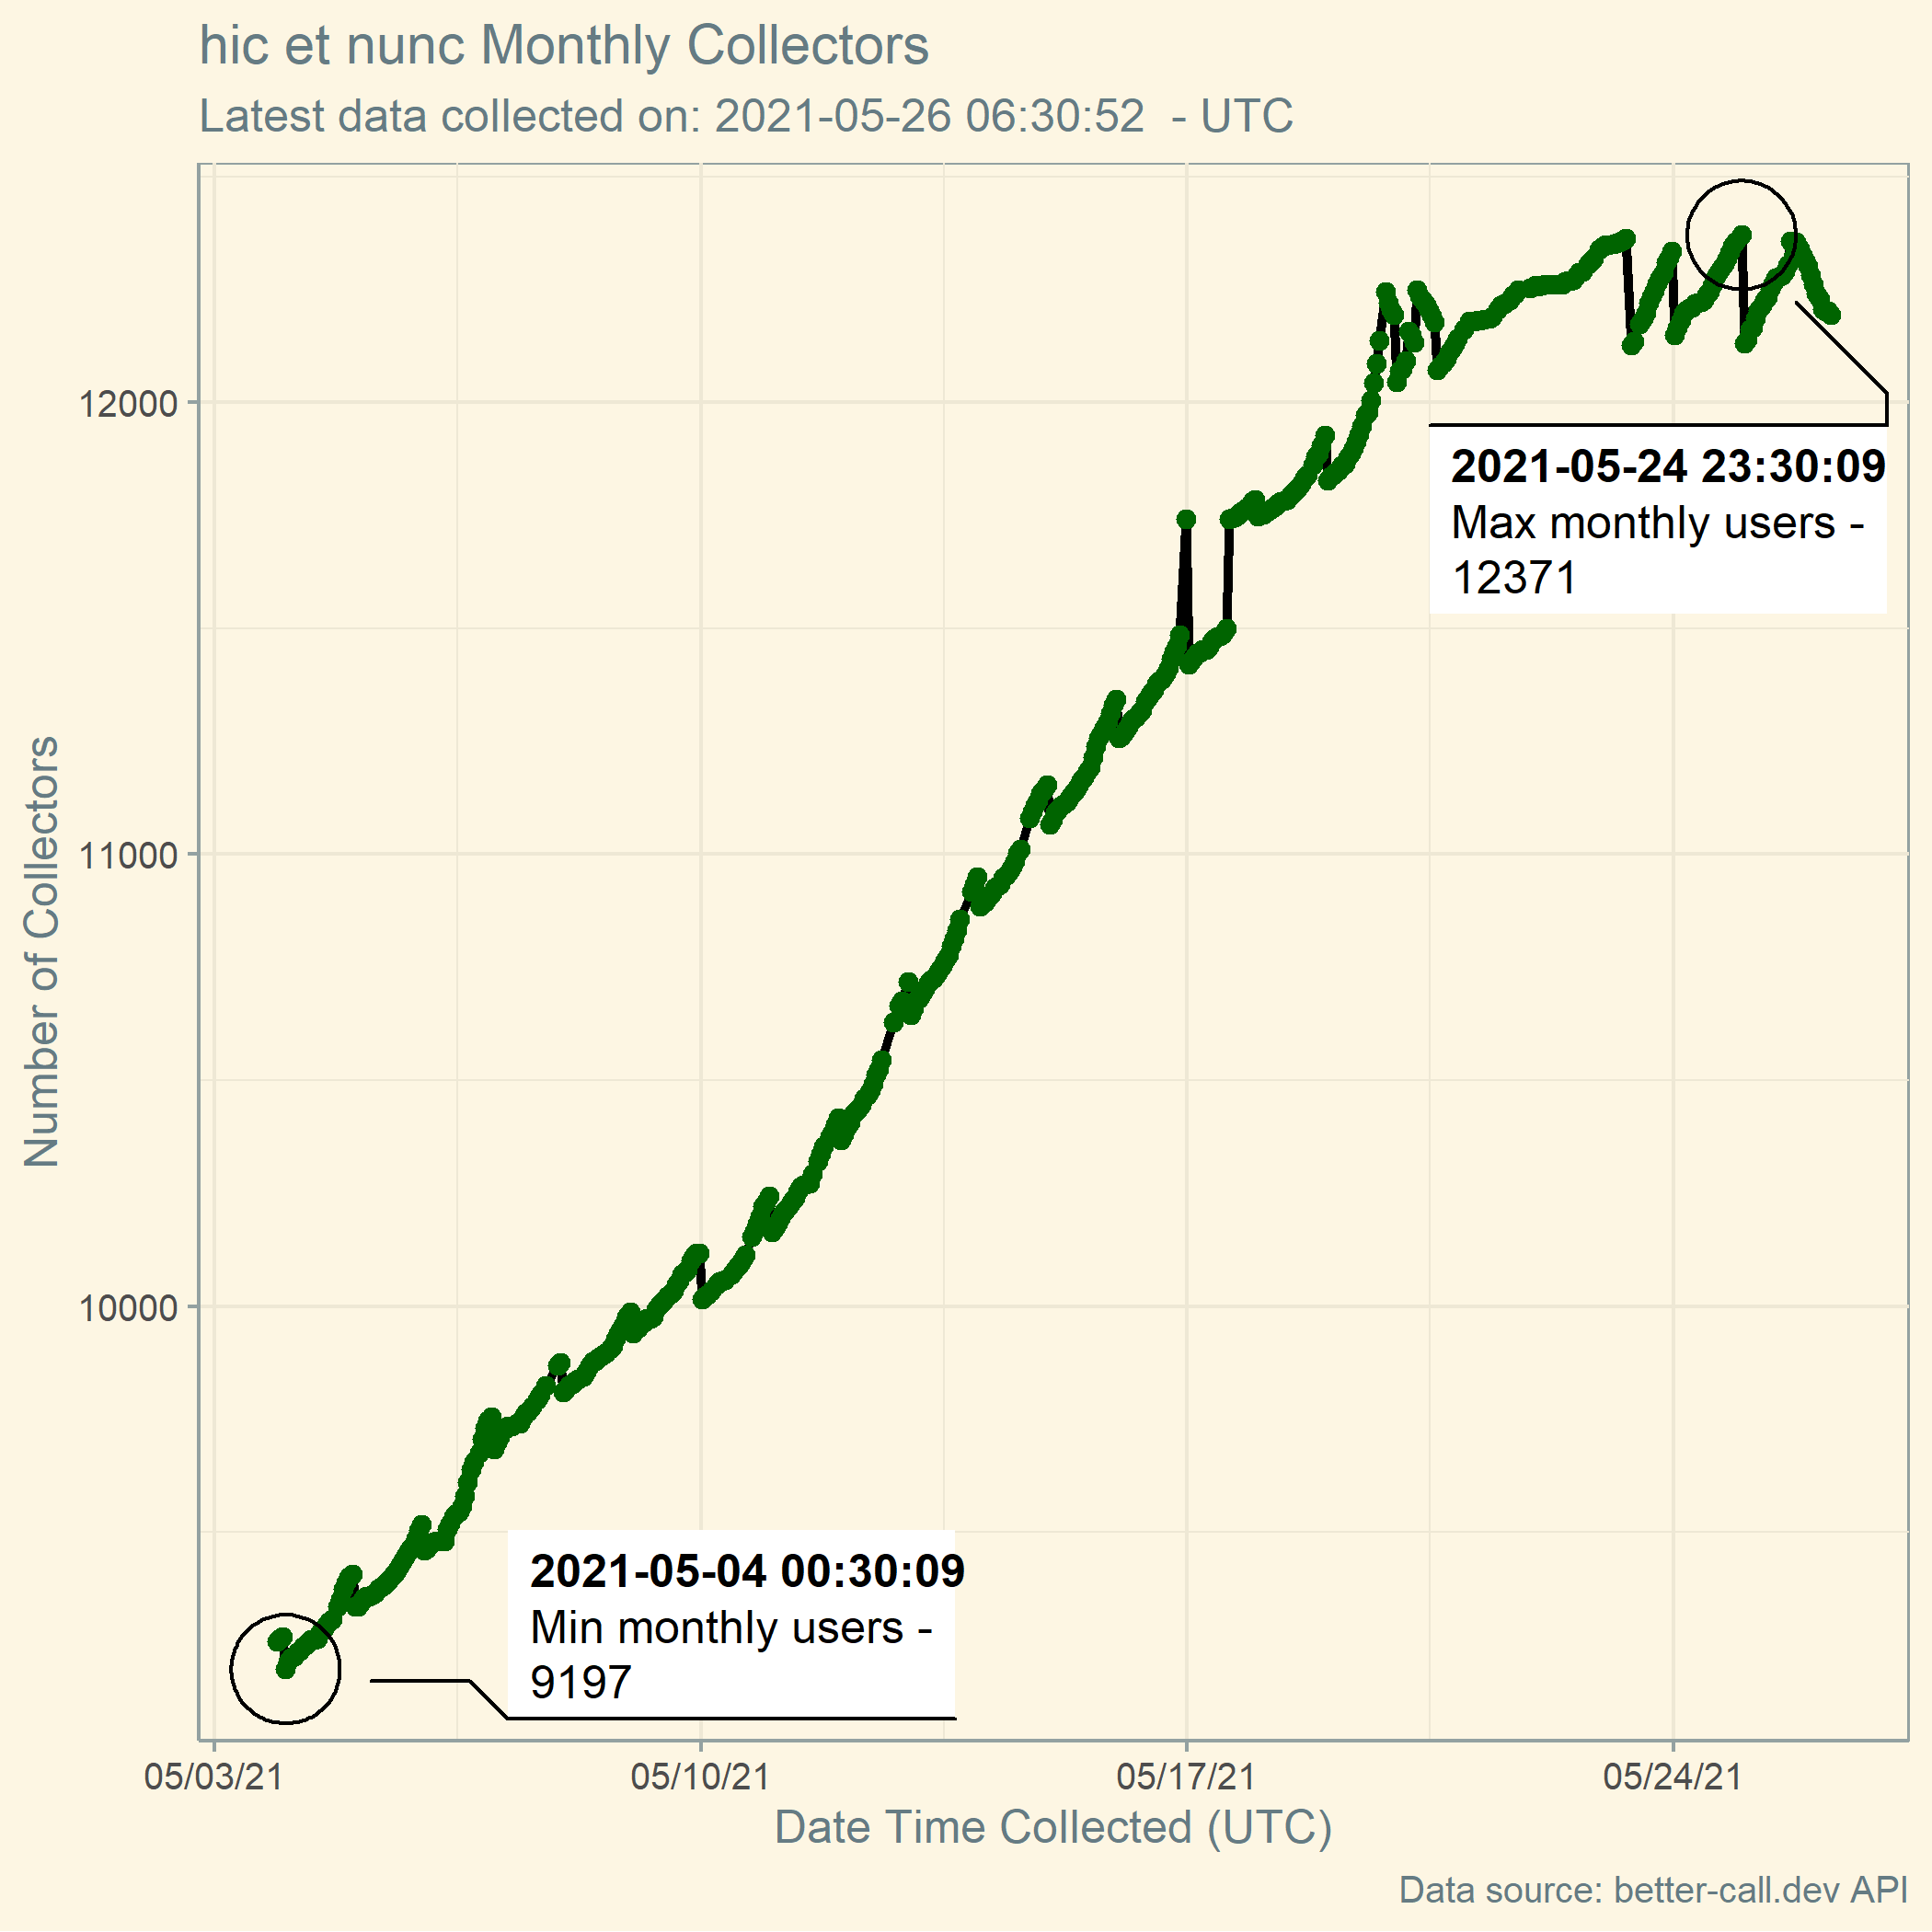 hic et nunc Monthly Collectors
Latest data collected on: 2021-05-26 06:30:52  - UTC
Number of Collectors
12000
11000
10000
2021-05-24 23:30:09
Max monthly users -
12371
2021-05-04 00:30:09
Min monthly users -
9197
05/03/21
05/10/21
05/17/21
05/24/21
Date Time Collected (UTC)
Data source: better-call.dev API